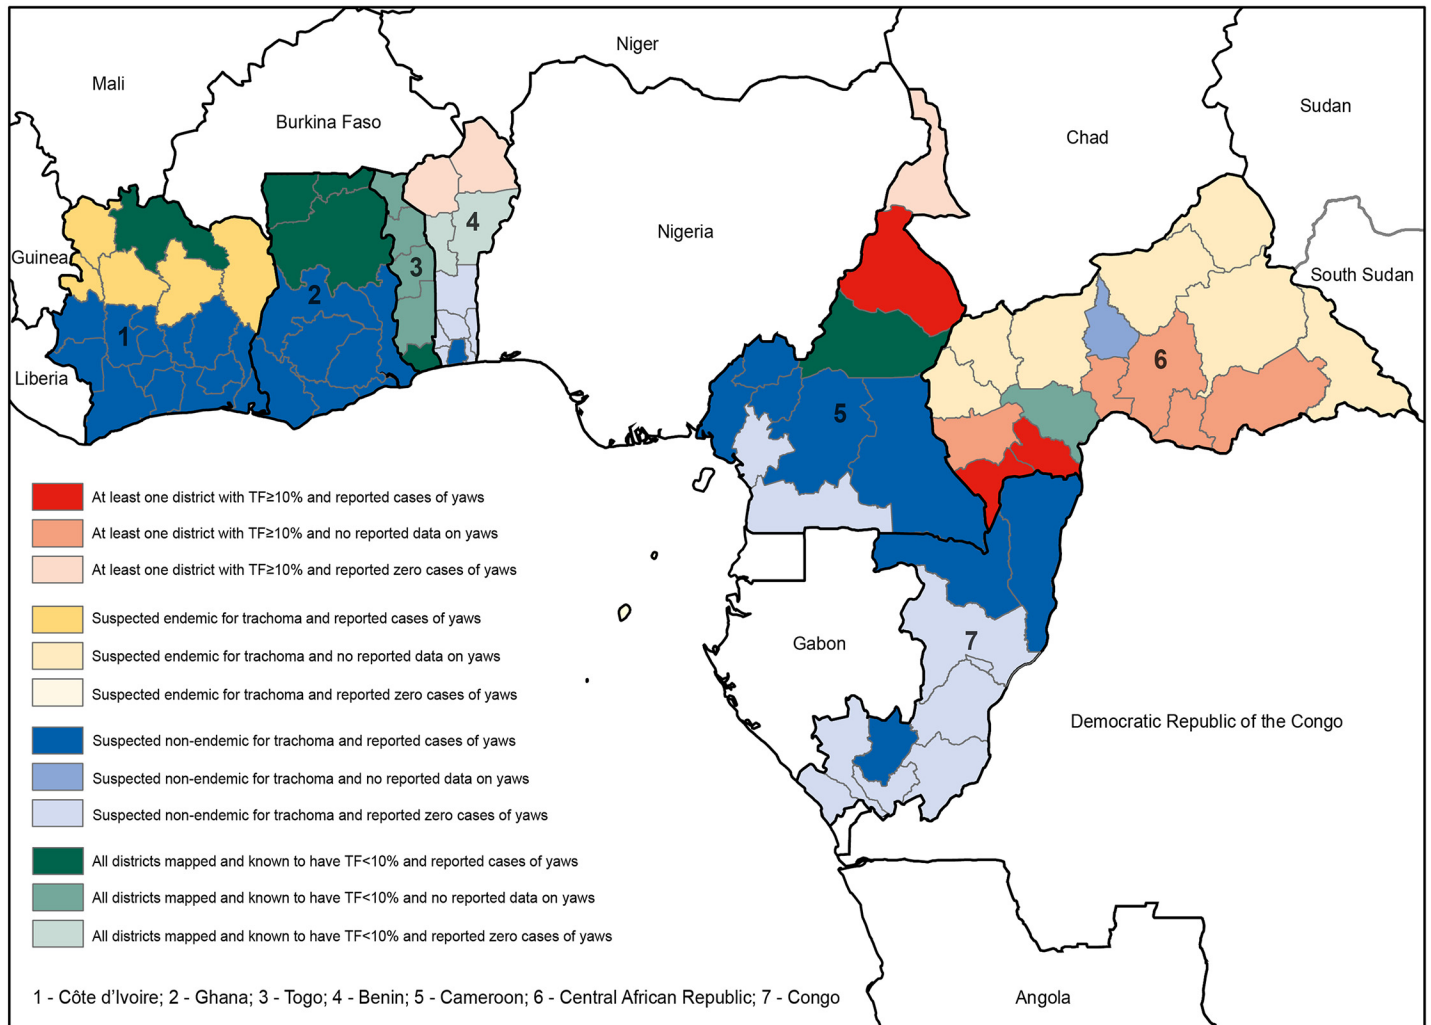 Niger
Mali
Sudan
Burkina Faso
Chad
4
Nigeria
Guinea
3
South Sudan
2
1
6
Liberia
5
At least one district with TF≥10% and reported cases of yaws
At least one district with TF≥10% and no reported data on yaws
At least one district with TF≥10% and reported zero cases of yaws
Suspected endemic for trachoma and reported cases of yaws
Suspected endemic for trachoma and no reported data on yaws
Suspected endemic for trachoma and reported zero cases of yaws
Gabon
7
Democratic Republic of the Congo
Suspected non-endemic for trachoma and reported cases of yaws
Suspected non-endemic for trachoma and no reported data on yaws
Suspected non-endemic for trachoma and reported zero cases of yaws
All districts mapped and known to have TF<10% and reported cases of yaws
All districts mapped and known to have TF<10% and no reported data on yaws
All districts mapped and known to have TF<10% and reported zero cases of yaws
1 - Côte d'Ivoire; 2 - Ghana; 3 - Togo; 4 - Benin; 5 - Cameroon; 6 - Central African Republic; 7 - Congo
Angola